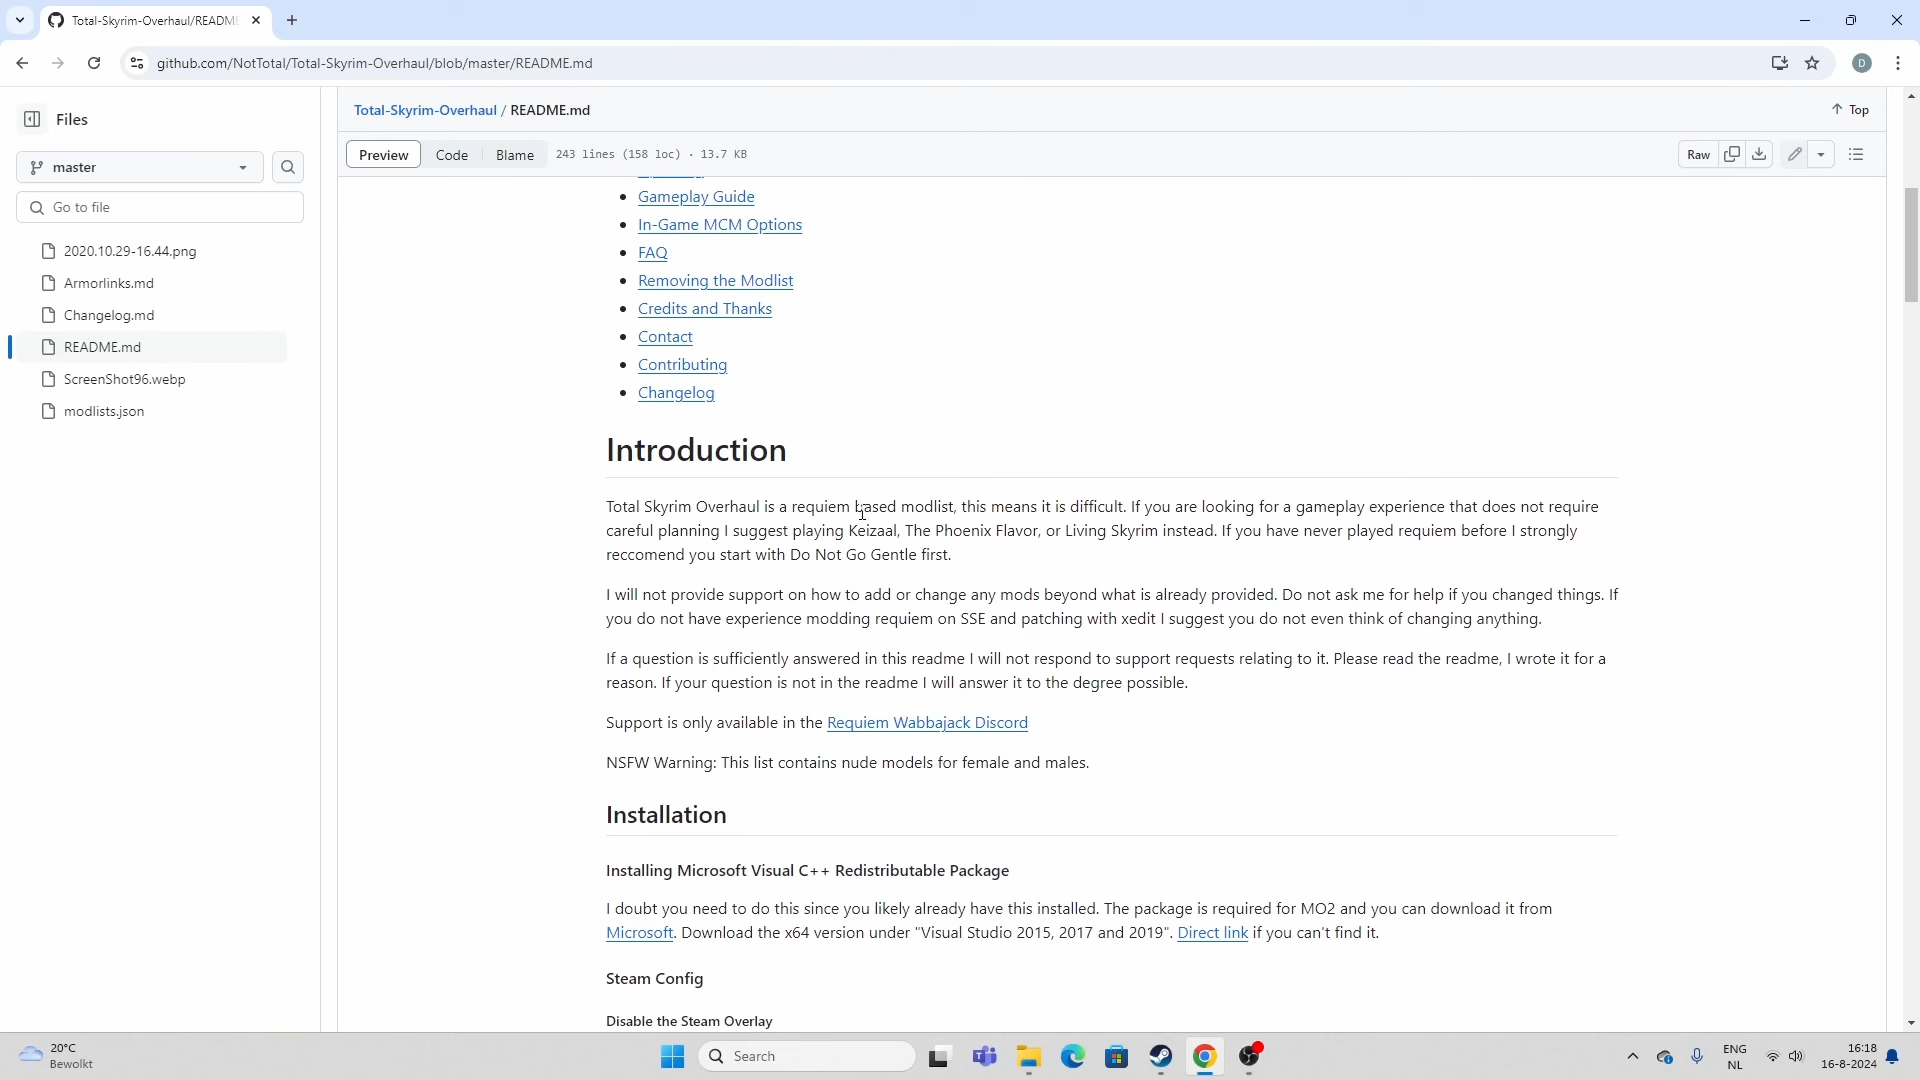 Total-Skyrim-Overhaul/README
github.com/NotTotal/Total-Skyrim-Overhaul/blob/master/README.md
D
Files
master
Go to file
2020.10.29-16.44.png
Armorlinks.md
Changelog.md
README.md
ScreenShot96.webp
modlists.json
Total-Skyrim-Overhaul / README.md
Top
Preview
Code
Blame
243 lines (158 loc) · 13.7 KB
Raw
Gameplay Guide
In-Game MCM Options
FAQ
Removing the Modlist
Credits and Thanks
Contact
Contributing
Changelog
Introduction
Total Skyrim Overhaul is a requiem based modlist, this means it is difficult. If you are looking for a gameplay experience that does not require
careful planning I suggest playing Keizaal, The Phoenix Flavor, or Living Skyrim instead. If you have never played requiem before I strongly
reccomend you start with Do Not Go Gentle first.
I will not provide support on how to add or change any mods beyond what is already provided. Do not ask me for help if you changed things. If
you do not have experience modding requiem on SSE and patching with xedit I suggest you do not even think of changing anything.
If a question is sufficiently answered in this readme I will not respond to support requests relating to it. Please read the readme, I wrote it for a
reason. If your question is not in the readme I will answer it to the degree possible.
Support is only available in the Requiem Wabbajack Discord
NSFW Warning: This list contains nude models for female and males.
Installation
Installing Microsoft Visual C++ Redistributable Package
I doubt you need to do this since you likely already have this installed. The package is required for MO2 and you can download it from
Microsoft. Download the x64 version under "Visual Studio 2015, 2017 and 2019". Direct link if you can't find it.
Steam Config
Disable the Steam Overlay
20°C
Bewolkt
Search
ENG
NL
16:18
16-8-2024